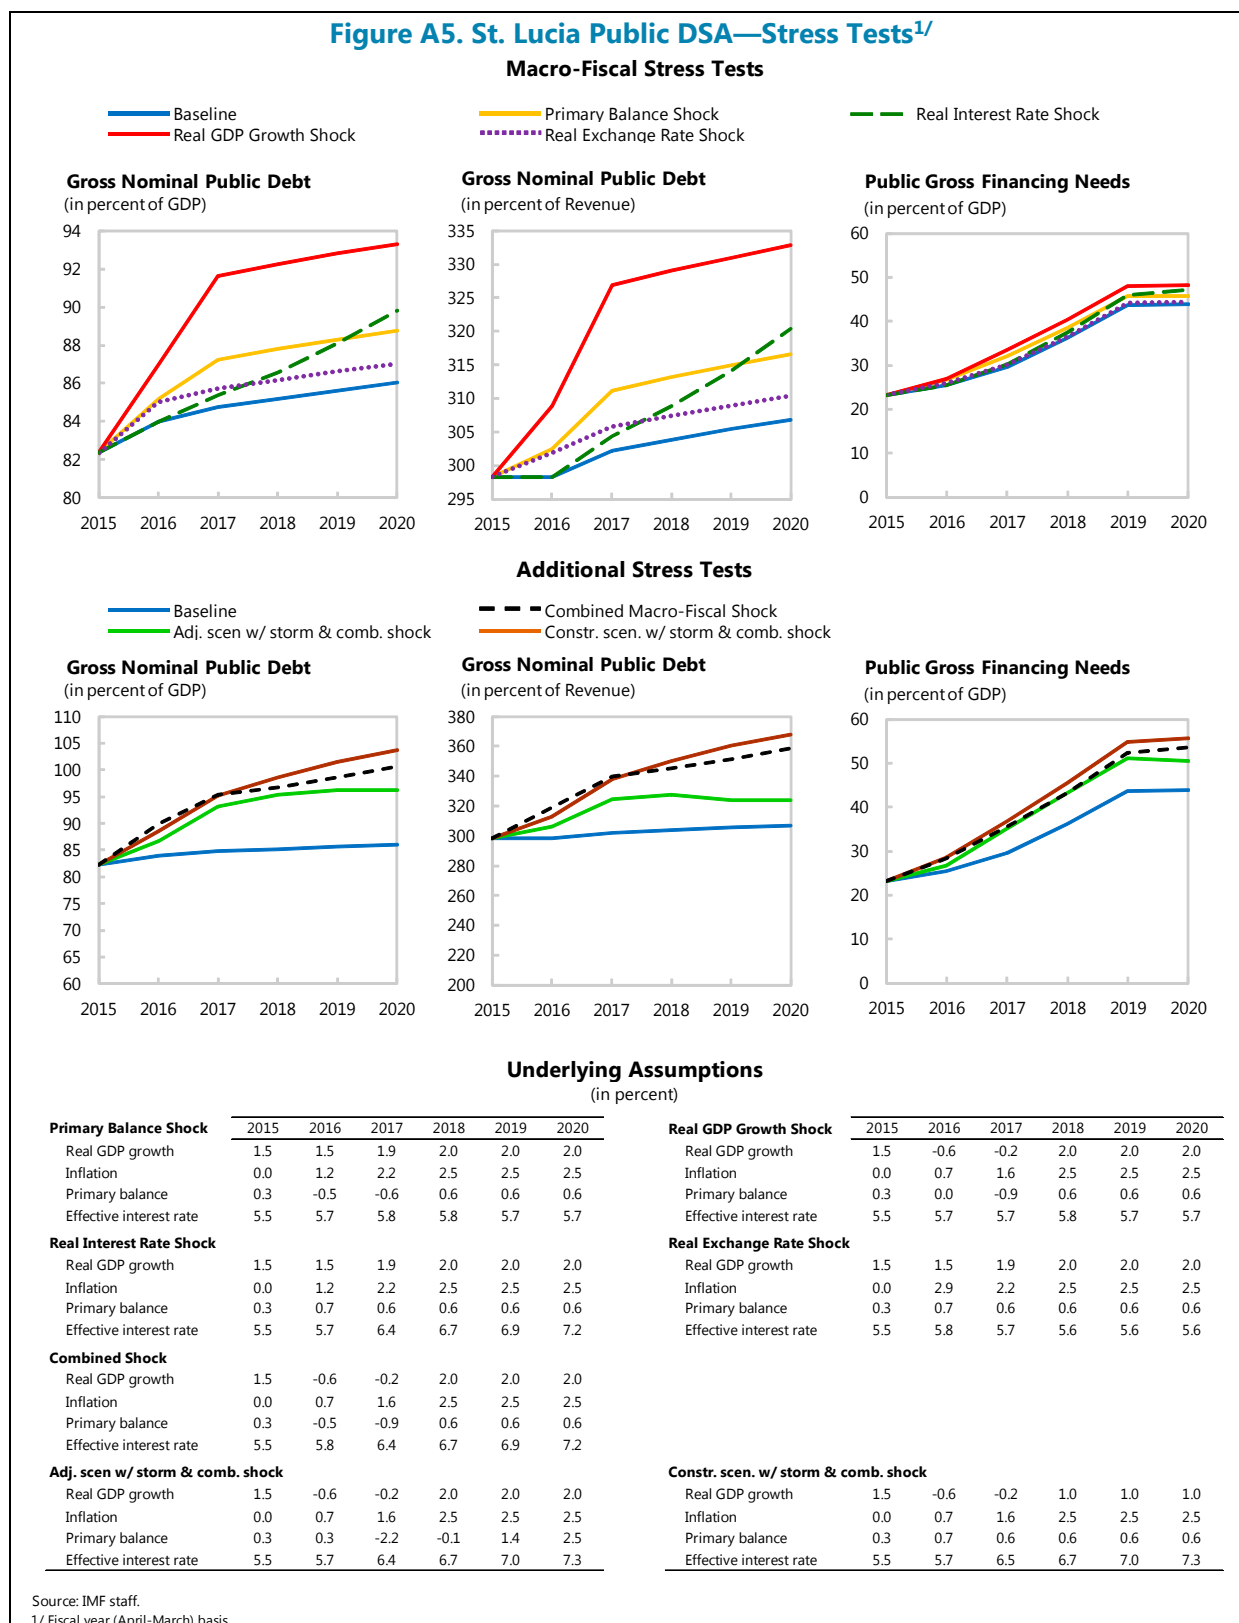 Figure A5. St. Lucia Public DSA—Stress Tests1/
Macro-Fiscal Stress Tests
Baseline
Primary Balance Shock
Real Interest Rate Shock
Real GDP Growth Shock
Real Exchange Rate Shock
Gross Nominal Public Debt
(in percent of GDP)
94
92
90
88
86
84
82
80
2015 2016 2017 2018 2019 2020
Gross Nominal Public Debt
(in percent of Revenue)
335
330
325
320
315
310
305
300
295
2015 2016 2017 2018 2019 2020
Public Gross Financing Needs
(in percent of GDP)
60
50
40
30
20
10
0
2015 2016 2017 2018 2019 2020
Additional Stress Tests
Baseline
Combined Macro-Fiscal Shock
Adj. scen w/ storm & comb. shock
Constr. scen. w/ storm & comb. shock
Gross Nominal Public Debt
(in percent of GDP)
110
105
100
95
90
85
80
75
70
65
60
2015 2016 2017 2018 2019 2020
Gross Nominal Public Debt
(in percent of Revenue)
380
360
340
320
300
280
260
240
220
200
2015 2016 2017 2018 2019 2020
Public Gross Financing Needs
(in percent of GDP)
60
50
40
30
20
10
0
2015 2016 2017 2018 2019 2020
Underlying Assumptions
(in percent)
Primary Balance Shock 2015 2016 2017 2018 2019 2020
Real GDP growth 1.5 1.5 1.9 2.0 2.0 2.0
Inflation 0.0 1.2 2.2 2.5 2.5 2.5
Primary balance 0.3 -0.5 -0.6 0.6 0.6 0.6
Effective interest rate 5.5 5.7 5.8 5.8 5.7 5.7
Real GDP Growth Shock 2015 2016 2017 2018 2019 2020
Real GDP growth 1.5 -0.6 -0.2 2.0 2.0 2.0
Inflation 0.0 0.7 1.6 2.5 2.5 2.5
Primary balance 0.3 0.0 -0.9 0.6 0.6 0.6
Effective interest rate 5.5 5.7 5.7 5.8 5.7 5.7
Real Interest Rate Shock
Real GDP growth 1.5 1.5 1.9 2.0 2.0 2.0
Inflation 0.0 1.2 2.2 2.5 2.5 2.5
Primary balance 0.3 0.7 0.6 0.6 0.6 0.6
Effective interest rate 5.5 5.7 6.4 6.7 6.9 7.2
Real Exchange Rate Shock
Real GDP growth 1.5 1.5 1.9 2.0 2.0 2.0
Inflation 0.0 2.9 2.2 2.5 2.5 2.5
Primary balance 0.3 0.7 0.6 0.6 0.6 0.6
Effective interest rate 5.5 5.8 5.7 5.6 5.6 5.6
Combined Shock
Real GDP growth 1.5 -0.6 -0.2 2.0 2.0 2.0
Inflation 0.0 0.7 1.6 2.5 2.5 2.5
Primary balance 0.3 -0.5 -0.9 0.6 0.6 0.6
Effective interest rate 5.5 5.8 6.4 6.7 6.9 7.2
Adj. scen w/ storm & comb. shock
Real GDP growth 1.5 -0.6 -0.2 2.0 2.0 2.0
Inflation 0.0 0.7 1.6 2.5 2.5 2.5
Primary balance 0.3 0.3 -2.2 -0.1 1.4 2.5
Effective interest rate 5.5 5.7 6.4 6.7 7.0 7.3
Constr. scen. w/ storm & comb. shock
Real GDP growth 1.5 -0.6 -0.2 1.0 1.0 1.0
Inflation 0.0 0.7 1.6 2.5 2.5 2.5
Primary balance 0.3 0.7 0.6 0.6 0.6 0.6
Effective interest rate 5.5 5.7 6.5 6.7 7.0 7.3
Source: IMF staff.
1/ Fiscal year (April-March) basis